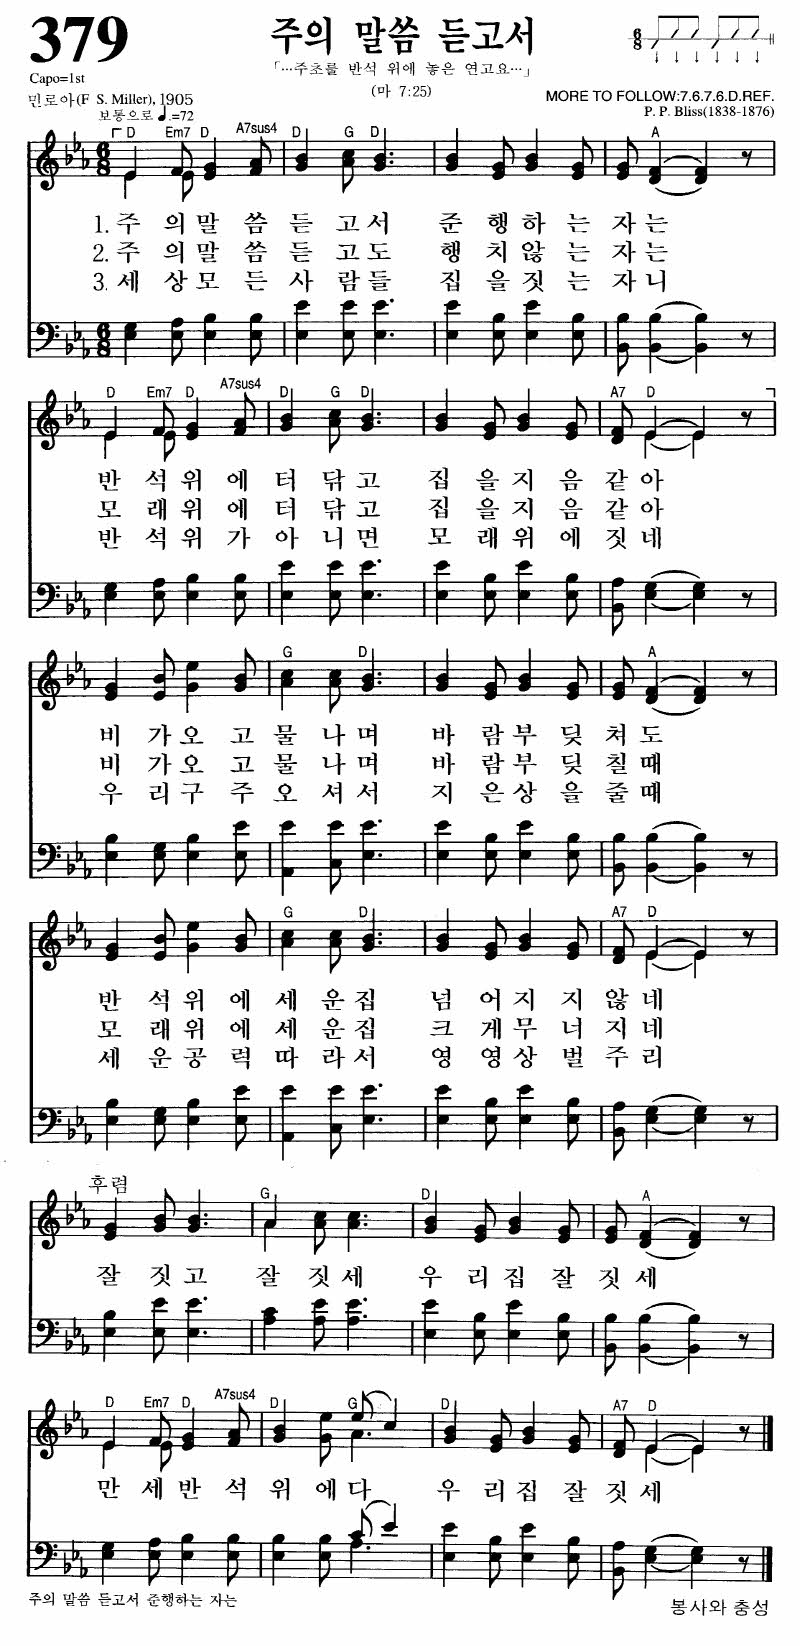 379
주의 말씀 듣고서
6/8
「…주초를 반석 위에 놓은 연고요…」
(마 7:25)
Capo=1st
민로아(F S. Miller), 1905
보통으로 ♩.=72
MORE TO FOLLOW:7.6.7.6.D.REF.
P. P. Bliss(1838-1876)
D Em7 D A7sus4 D G D A
1. 주 의 말 씀 듣 고 서 준 행 하 는 자 는
2. 주 의 말 씀 듣 고 도 행 치 않 는 자 는
3. 세 상 모 든 사 람 들 집 을 짓 는 자 니
D Em7 D A7sus4 D G D A7 D
반 석 위 에 터 닦 고 집 을 지 음 같 아
모 래 위 에 터 닦 고 집 을 지 음 같 아
반 석 위 가 아 니 면 모 래 위 에 짓 네
G D A
비 가 오 고 물 나 며 바 람 부 딪 쳐 도
비 가 오 고 물 나 며 바 람 부 딪 칠 때
우 리 구 주 오 셔 서 지 은 상 을 줄 때
G D A7 D
반 석 위 에 세 운 집 넘 어 지 지 않 네
모 래 위 에 세 운 집 크 게 무 너 지 네
세 운 공 력 따 라 서 영 영 상 벌 주 리
후렴
G D A
잘 짓 고 잘 짓 세 우 리 집 잘 짓 세
D Em7 D A7sus4 D G D A7 D
만 세 반 석 위 에 다 우 리 집 잘 짓 세
주의 말씀 듣고서 준행하는 자는
봉사와 충성